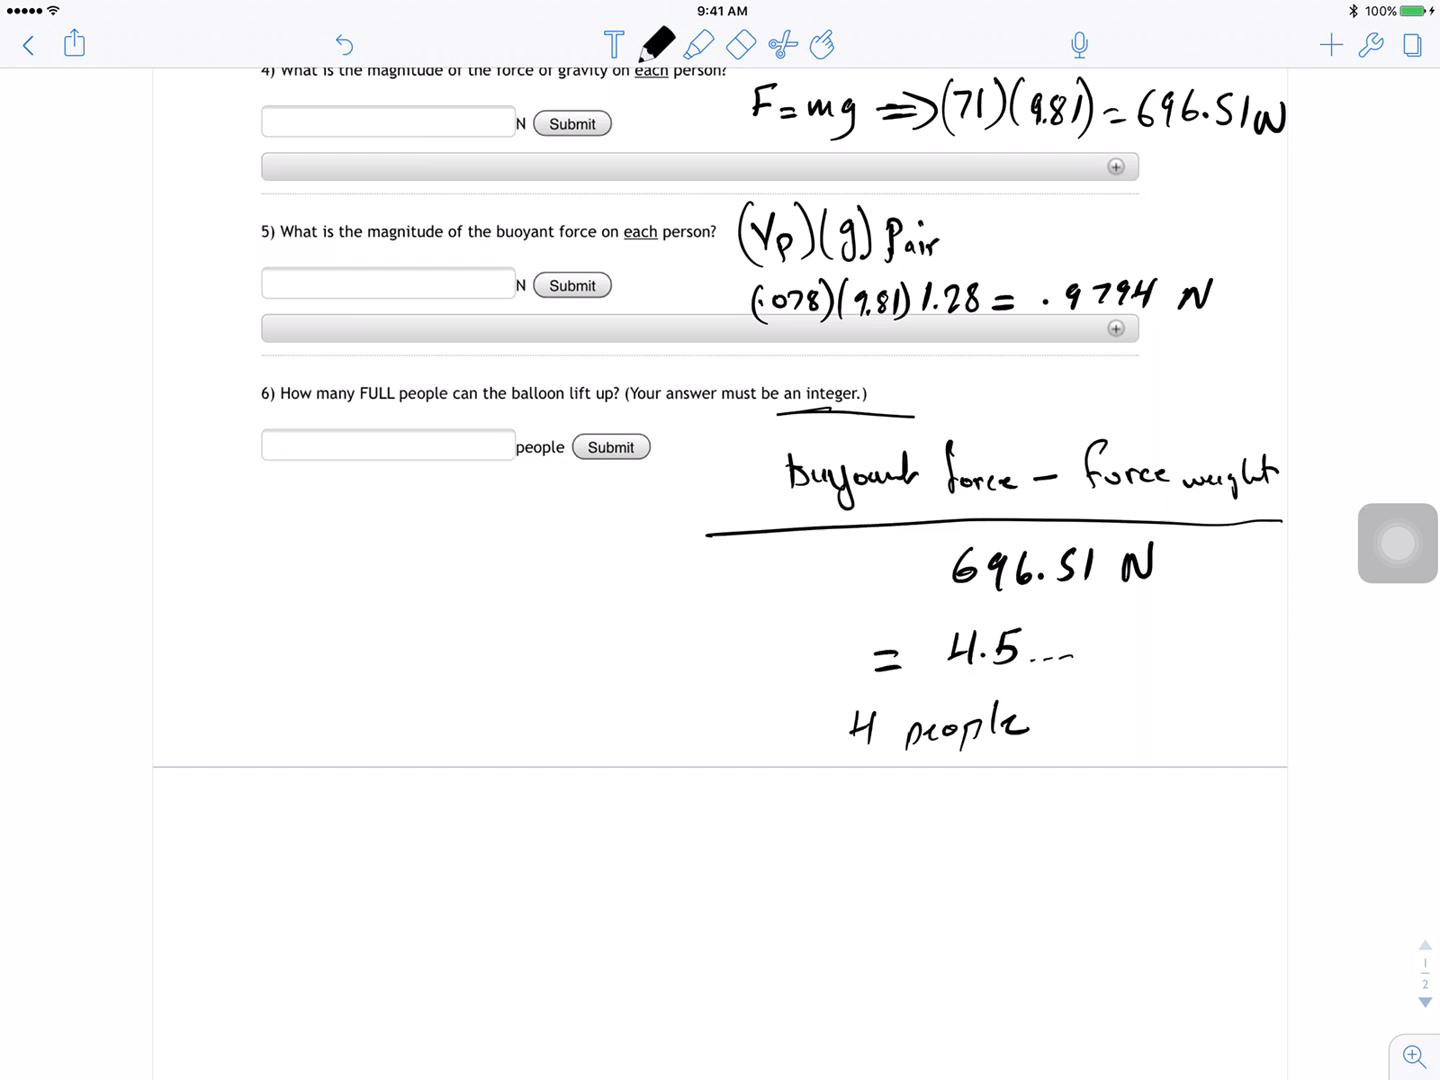 9:41 AM
100%
T
4) What is the magnitude of the force of gravity on each person?
F = mg => (71)(9.81) = 696.51 N
N Submit
5) What is the magnitude of the buoyant force on each person?
(Vp)(g) ρair
N Submit
(.078)(9.81) 1.28 = .9794 N
6) How many FULL people can the balloon lift up? (Your answer must be an integer.)
people Submit
buyount force - force weight
696.51 N
= 4.5...
4 people
1
2